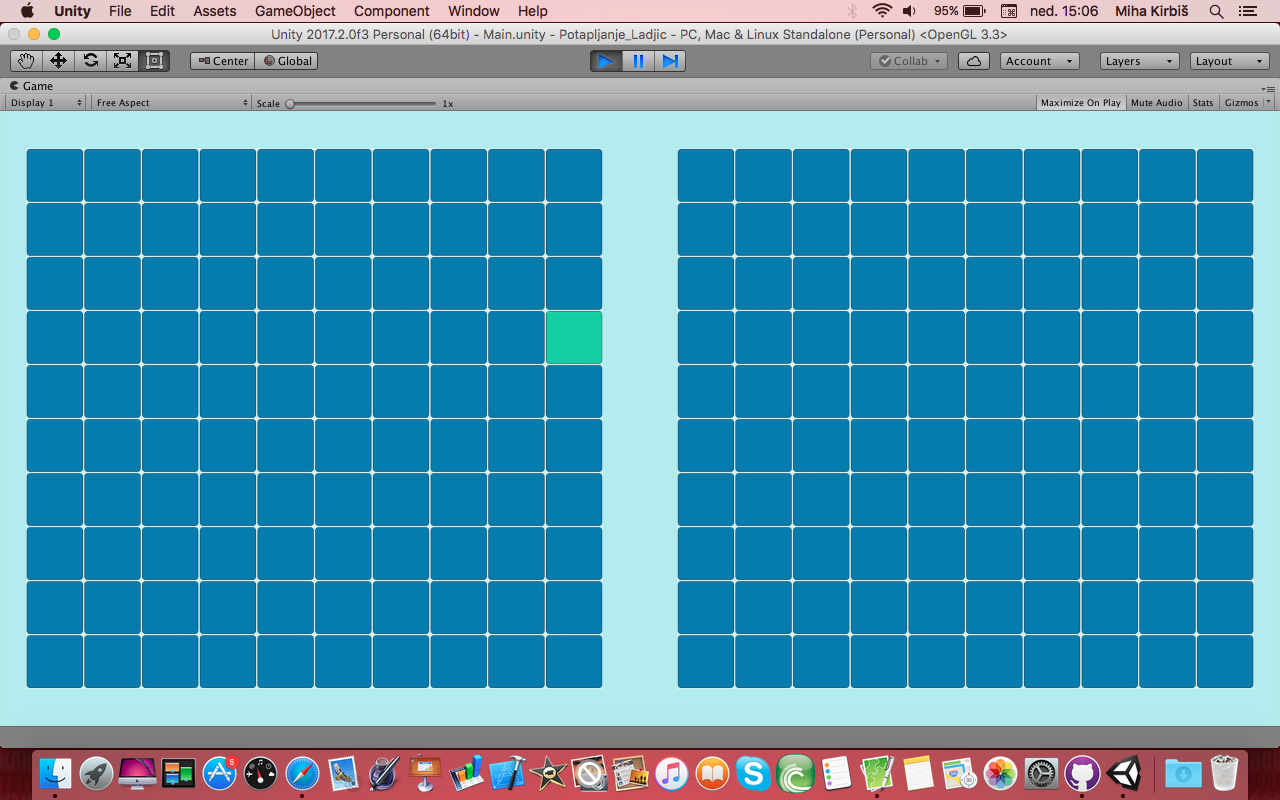 Unity File Edit Assets GameObject Component Window Help 95% ned. 15:06 Miha Kirbiš
Unity 2017.2.0f3 Personal (64bit) - Main.unity - Potapljanje_Ladjic - PC, Mac & Linux Standalone (Personal) <OpenGL 3.3>
Center Global Collab Account Layers Layout
Game
Display 1 Free Aspect Scale 1x Maximize On Play Mute Audio Stats Gizmos
5